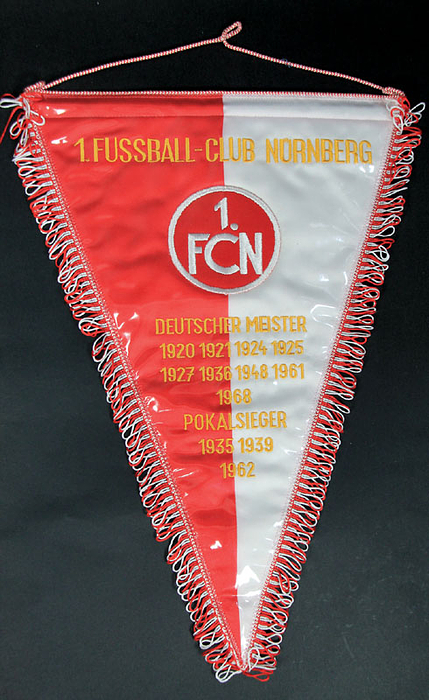 1. FUSSBALL-CLUB NÜRNBERG
1.
FCN
DEUTSCHER MEISTER
1920 1921 1924 1925
1927 1936 1948 1961
1968
POKALSIEGER
1935 1939
1962